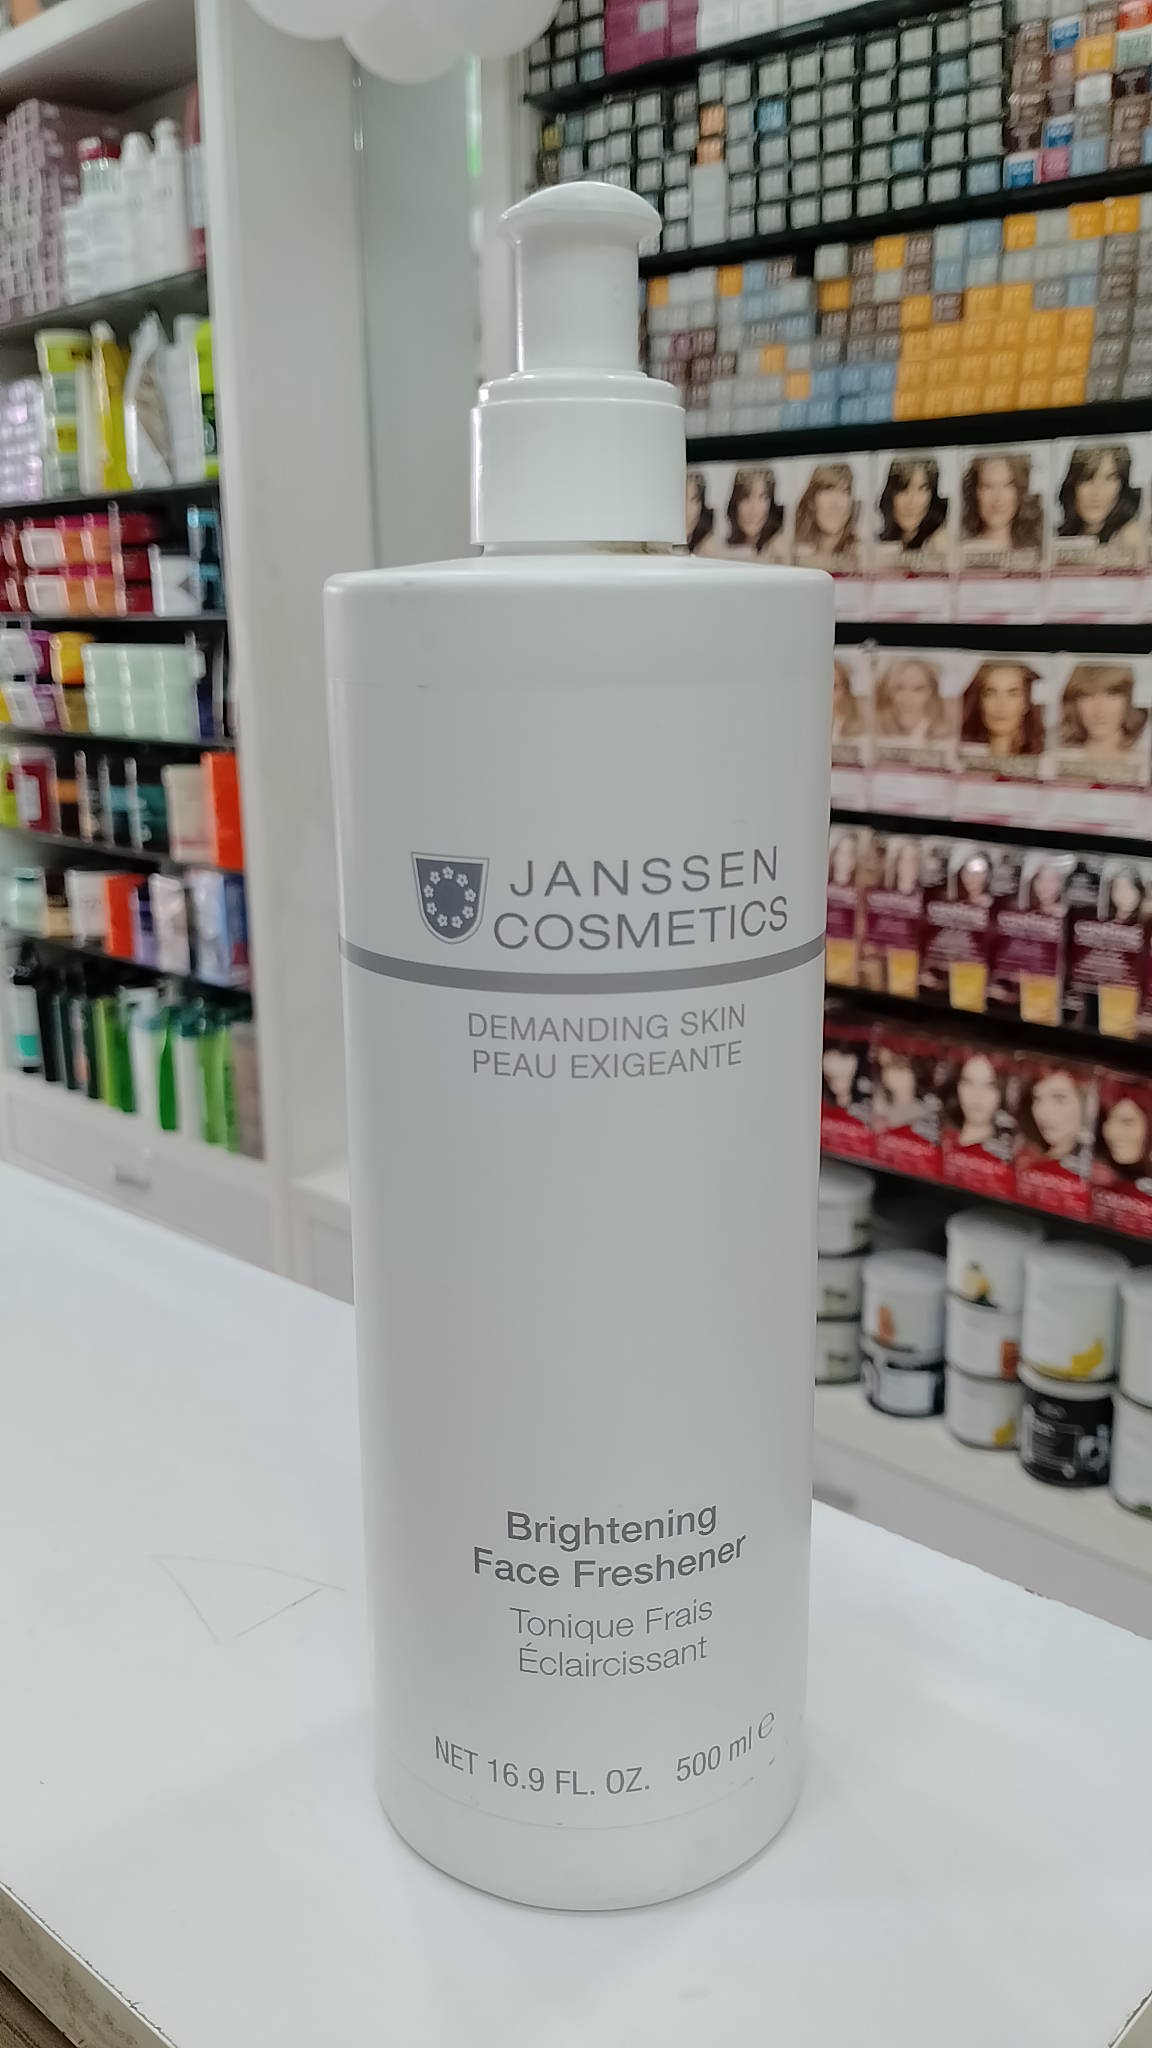 JANSSEN
COSMETICS
DEMANDING SKIN
PEAU EXIGEANTE
Brightening
Face Freshener
Tonique Frais
Éclaircissant
NET 16.9 FL. OZ. 500 ml ℮